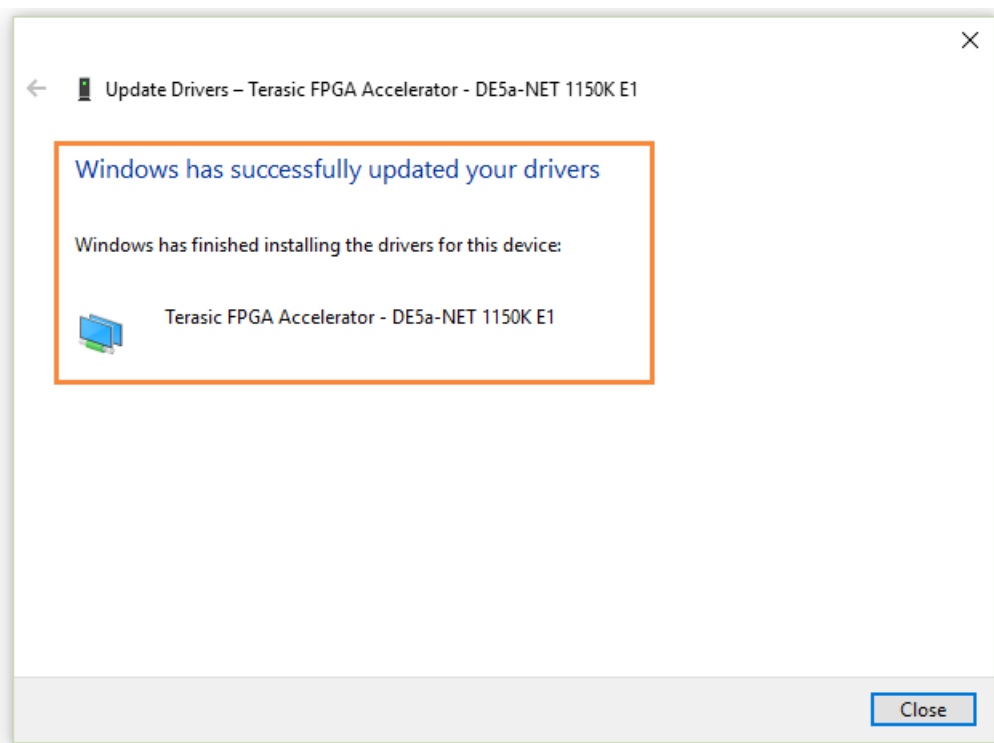 Update Drivers – Terasic FPGA Accelerator - DE5a-NET 1150K E1
Windows has successfully updated your drivers
Windows has finished installing the drivers for this device:
Terasic FPGA Accelerator - DE5a-NET 1150K E1
Close